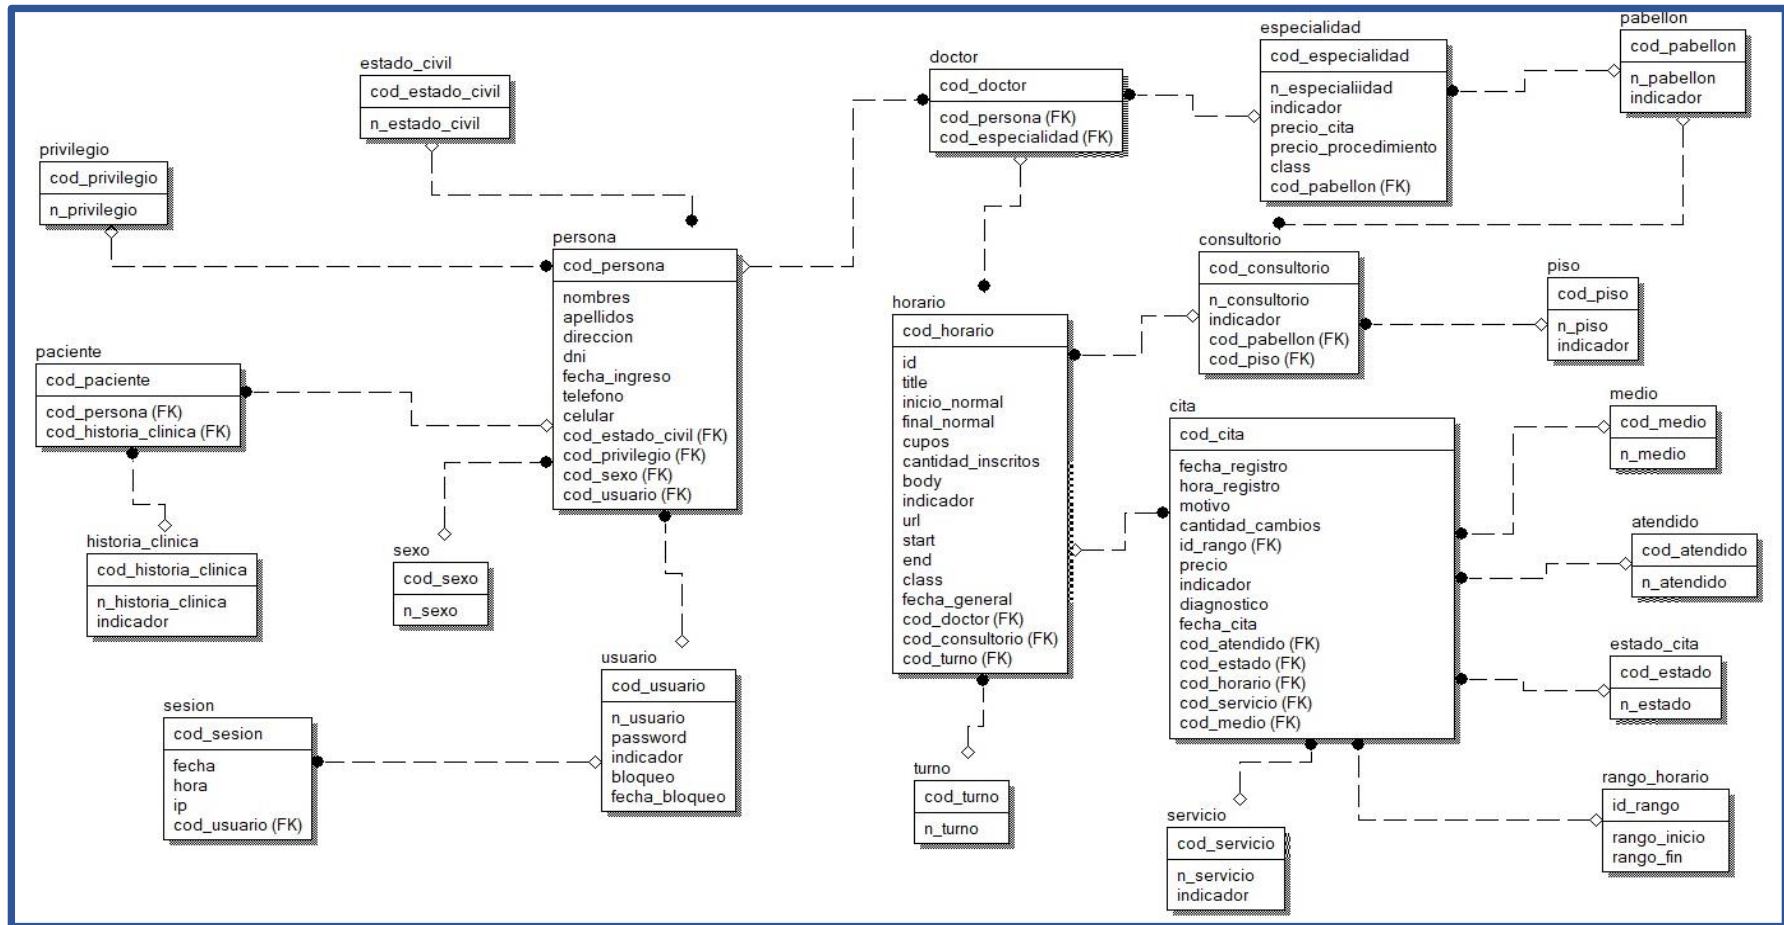 estado_civil
cod_estado_civil
n_estado_civil
privilegio
cod_privilegio
n_privilegio
persona
cod_persona
nombres
apellidos
direccion
dni
fecha_ingreso
telefono
celular
cod_estado_civil (FK)
cod_privilegio (FK)
cod_sexo (FK)
cod_usuario (FK)
paciente
cod_paciente
cod_persona (FK)
cod_historia_clinica (FK)
historia_clinica
cod_historia_clinica
n_historia_clinica
indicador
sexo
cod_sexo
n_sexo
usuario
cod_usuario
n_usuario
password
indicador
bloqueo
fecha_bloqueo
sesion
cod_sesion
fecha
hora
ip
cod_usuario (FK)
doctor
cod_doctor
cod_persona (FK)
cod_especialidad (FK)
especialidad
cod_especialidad
n_especialiidad
indicador
precio_cita
precio_procedimiento
class
cod_pabellon (FK)
pabellon
cod_pabellon
n_pabellon
indicador
consultorio
cod_consultorio
n_consultorio
indicador
cod_pabellon (FK)
cod_piso (FK)
piso
cod_piso
n_piso
indicador
horario
cod_horario
id
title
inicio_normal
final_normal
cupos
cantidad_inscritos
body
indicador
url
start
end
class
fecha_general
cod_doctor (FK)
cod_consultorio (FK)
cod_turno (FK)
turno
cod_turno
n_turno
cita
cod_cita
fecha_registro
hora_registro
motivo
cantidad_cambios
id_rango (FK)
precio
indicador
diagnostico
fecha_cita
cod_atendido (FK)
cod_estado (FK)
cod_horario (FK)
cod_servicio (FK)
cod_medio (FK)
medio
cod_medio
n_medio
atendido
cod_atendido
n_atendido
estado_cita
cod_estado
n_estado
rango_horario
id_rango
rango_inicio
rango_fin
servicio
cod_servicio
n_servicio
indicador